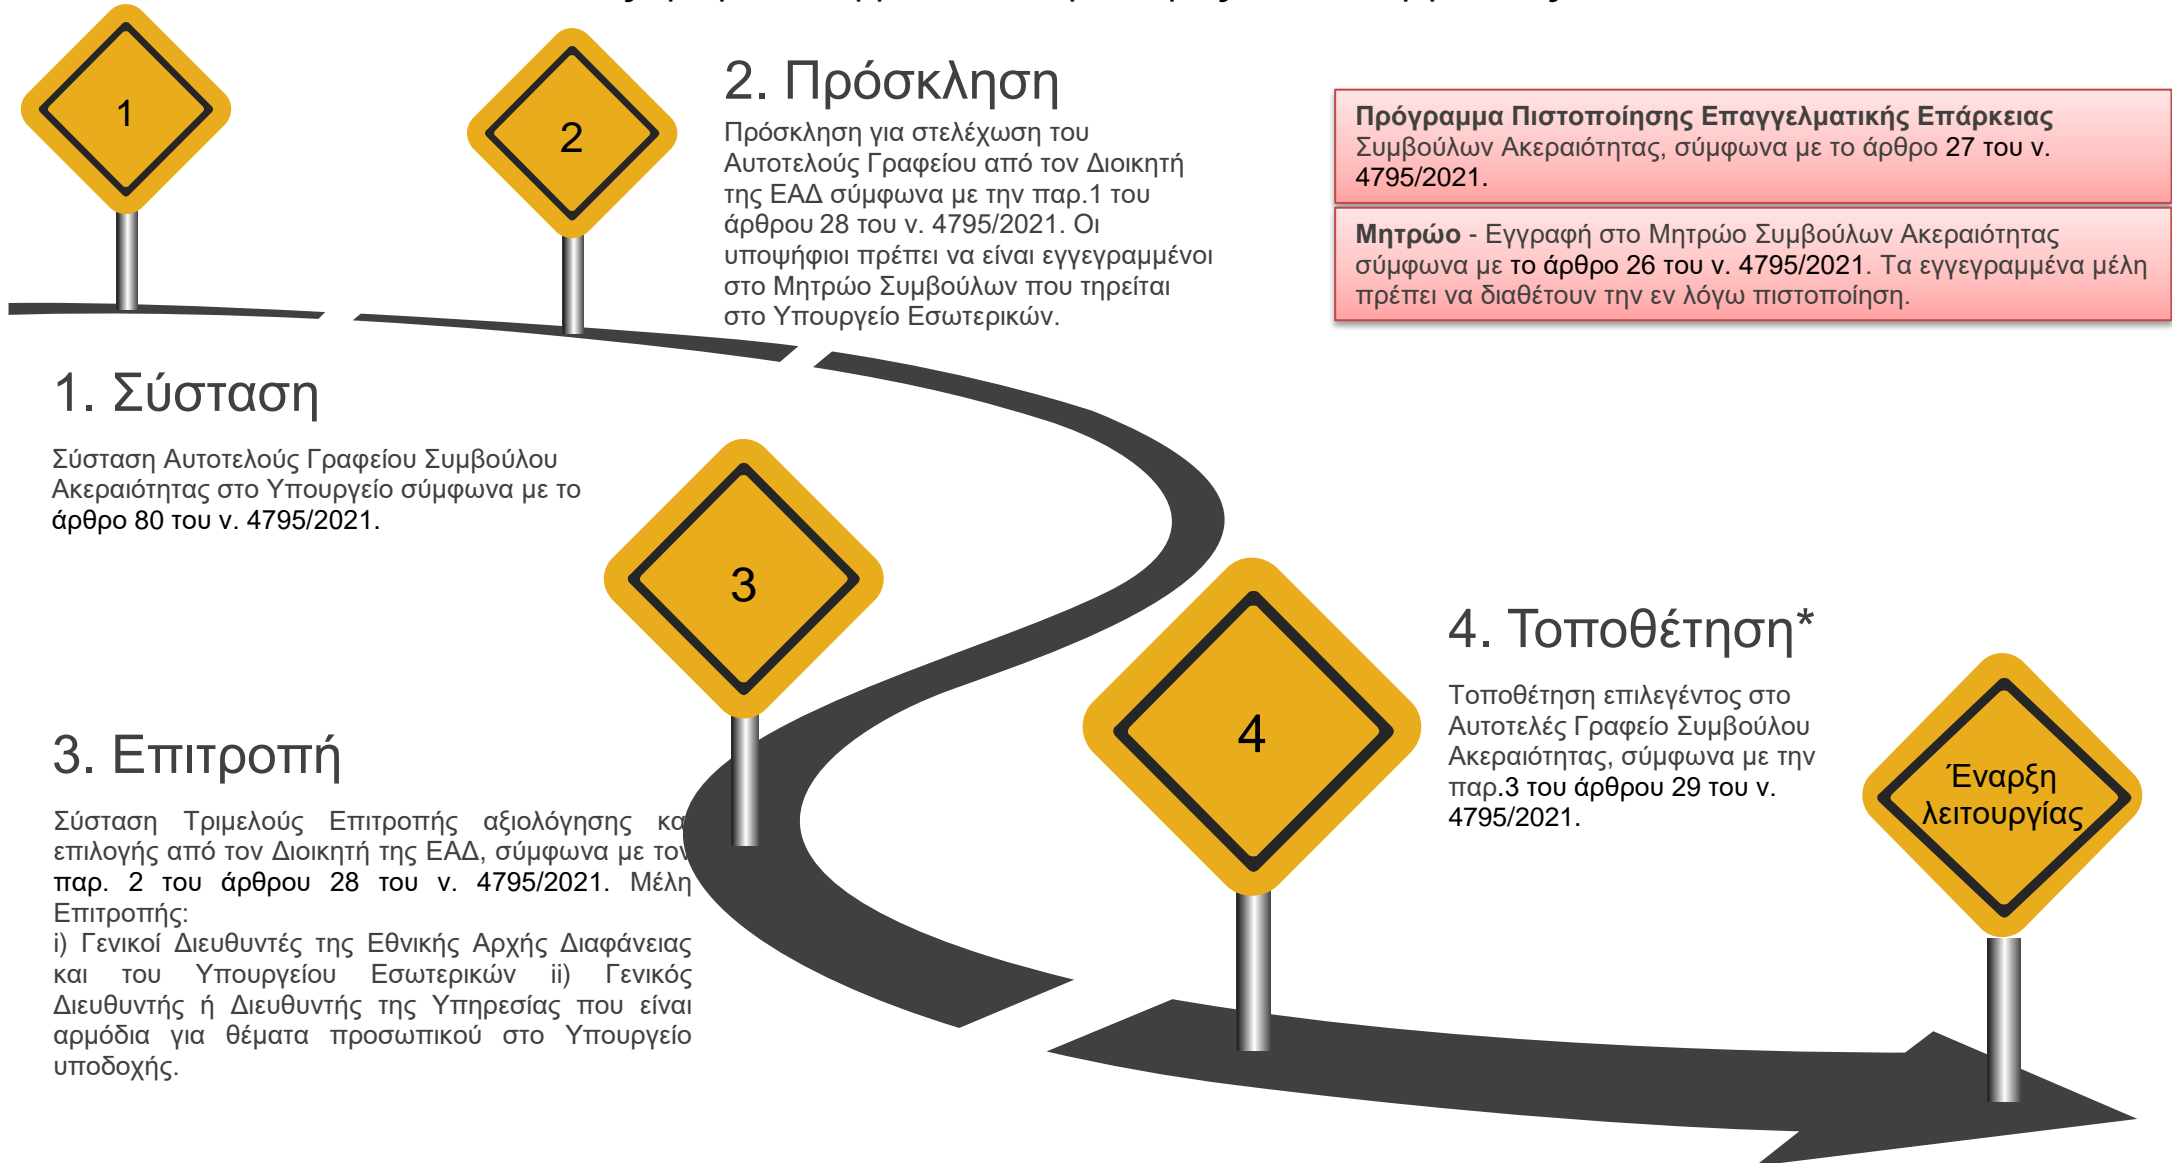 1
2
2. Πρόσκληση
Πρόσκληση για στελέχωση του
Αυτοτελούς Γραφείου από τον Διοικητή
της ΕΑΔ σύμφωνα με την παρ.1 του
άρθρου 28 του ν. 4795/2021. Οι
υποψήφιοι πρέπει να είναι εγγεγραμμένοι
στο Μητρώο Συμβούλων που τηρείται
στο Υπουργείο Εσωτερικών.
Πρόγραμμα Πιστοποίησης Επαγγελματικής Επάρκειας
Συμβούλων Ακεραιότητας, σύμφωνα με το άρθρο 27 του ν.
4795/2021.
Μητρώο - Εγγραφή στο Μητρώο Συμβούλων Ακεραιότητας
σύμφωνα με το άρθρο 26 του ν. 4795/2021. Τα εγγεγραμμένα μέλη
πρέπει να διαθέτουν την εν λόγω πιστοποίηση.
1. Σύσταση
Σύσταση Αυτοτελούς Γραφείου Συμβούλου
Ακεραιότητας στο Υπουργείο σύμφωνα με το
άρθρο 80 του ν. 4795/2021.
3
3. Επιτροπή
Σύσταση Τριμελούς Επιτροπής αξιολόγησης κα
επιλογής από τον Διοικητή της ΕΑΔ, σύμφωνα με τον
παρ. 2 του άρθρου 28 του ν. 4795/2021. Μέλη
Επιτροπής:
i) Γενικοί Διευθυντές της Εθνικής Αρχής Διαφάνειας
και του Υπουργείου Εσωτερικών ii) Γενικός
Διευθυντής ή Διευθυντής της Υπηρεσίας που είναι
αρμόδια για θέματα προσωπικού στο Υπουργείο
υποδοχής.
4
4. Τοποθέτηση*
Τοποθέτηση επιλεγέντος στο
Αυτοτελές Γραφείο Συμβούλου
Ακεραιότητας, σύμφωνα με την
παρ.3 του άρθρου 29 του ν.
4795/2021.
Έναρξη
λειτουργίας